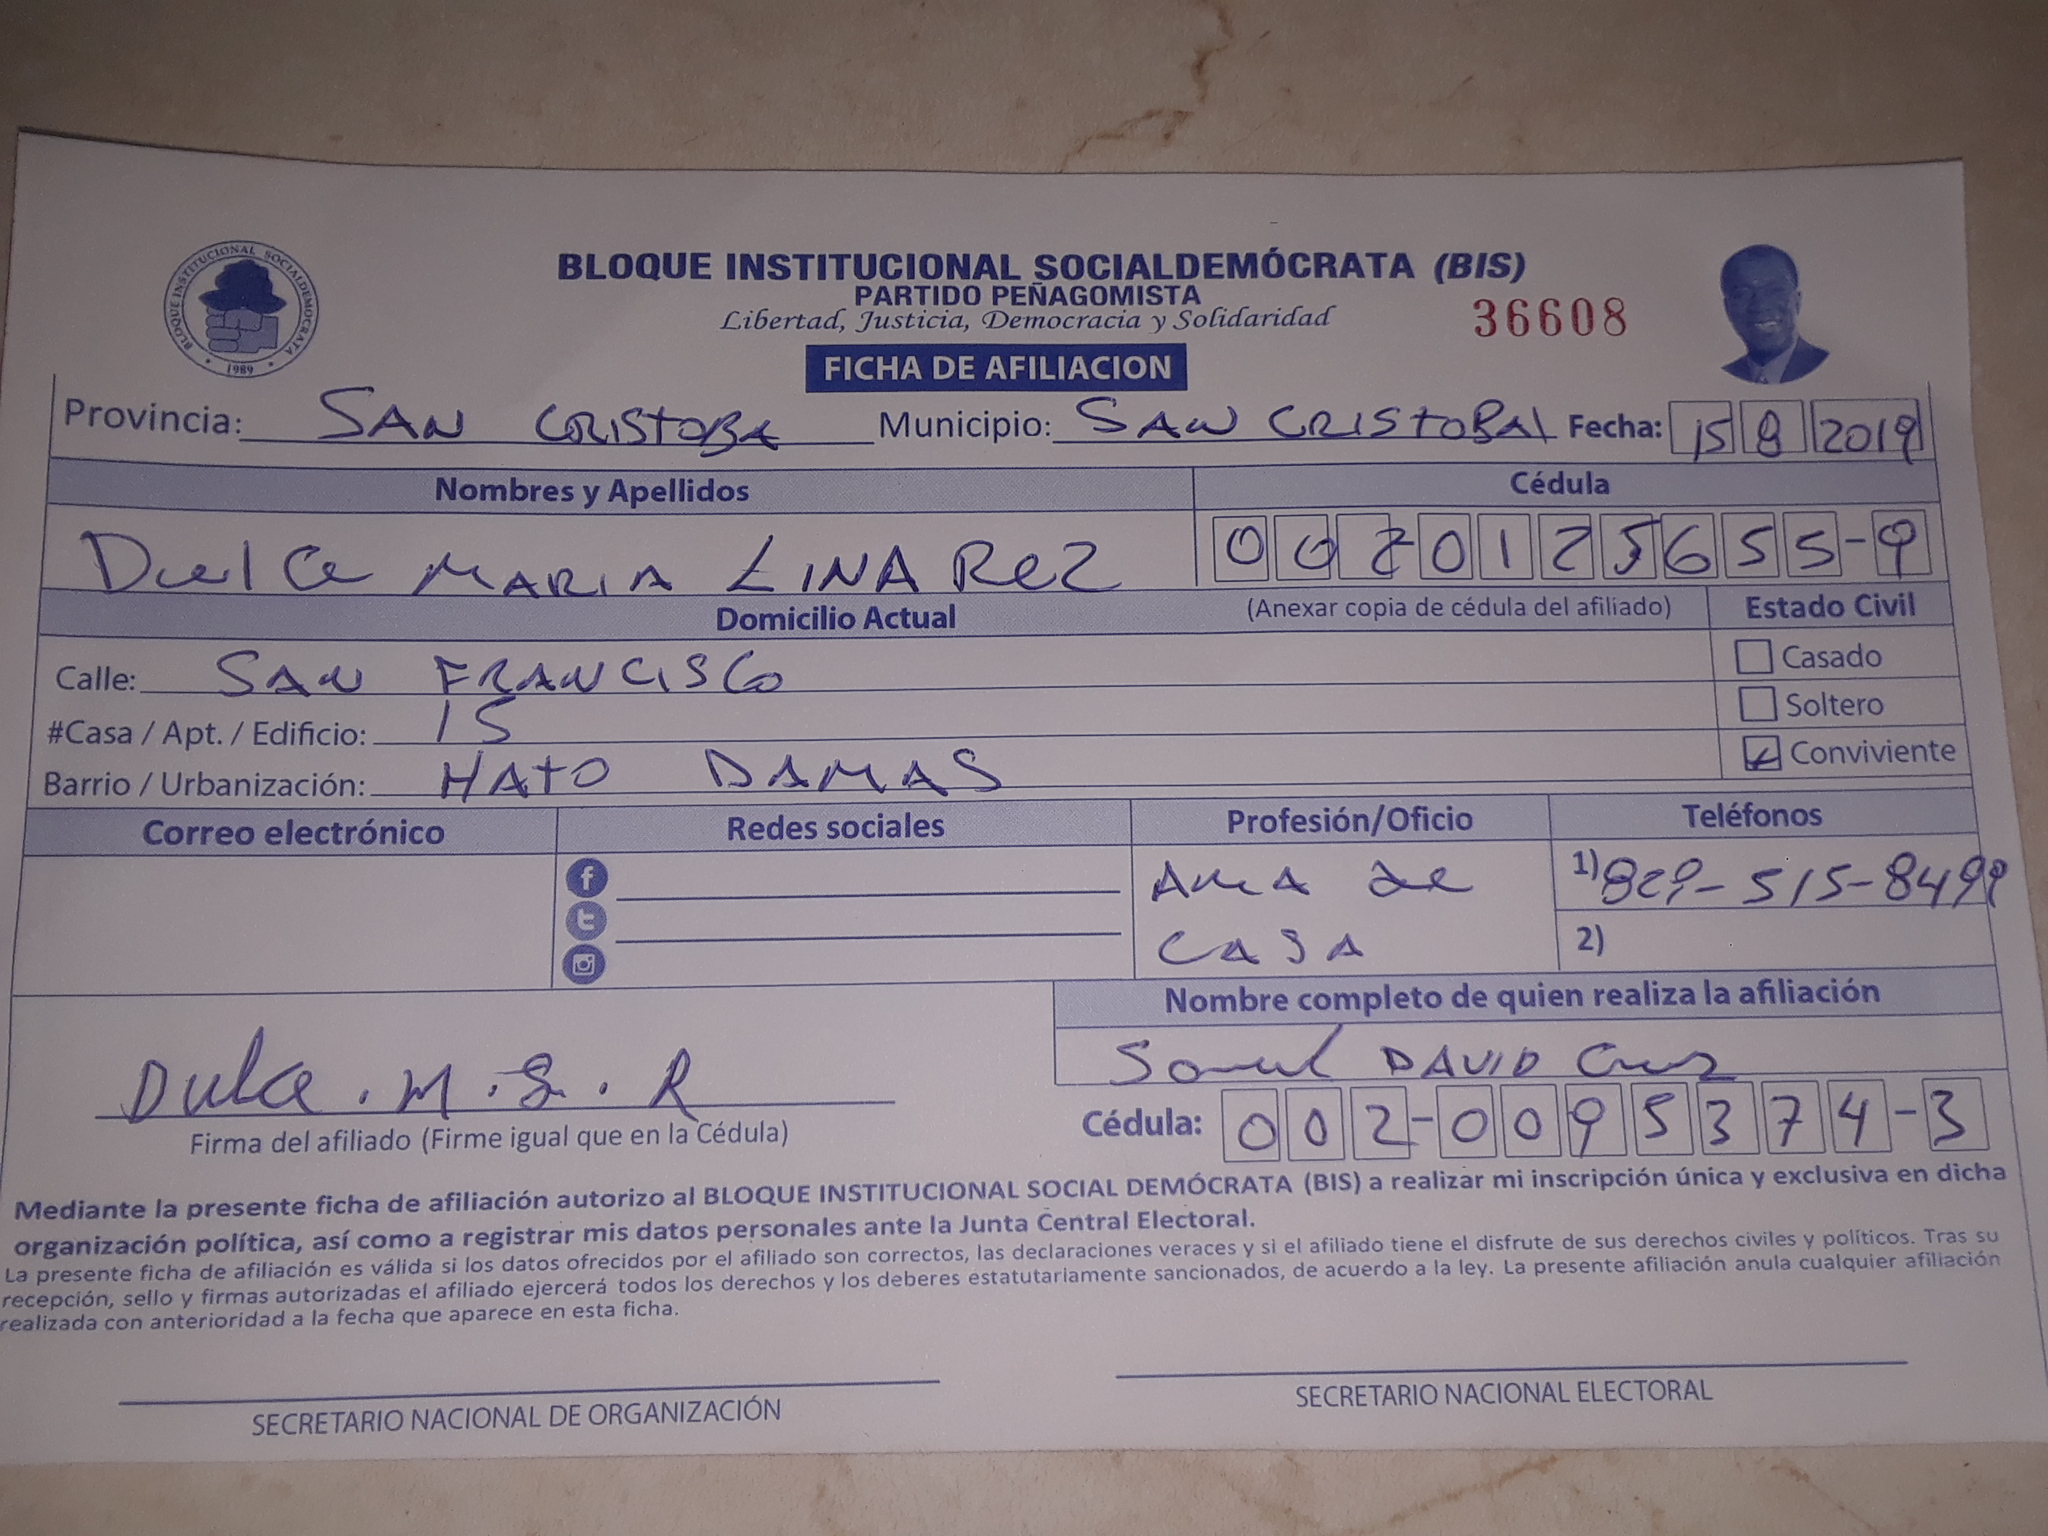 BLOQUE INSTITUCIONAL SOCIALDEMOCRATA
1989
BLOQUE INSTITUCIONAL SOCIALDEMÓCRATA (BIS)
PARTIDO PEÑAGOMISTA
Libertad, Justicia, Democracia y Solidaridad
36608
FICHA DE AFILIACION
Provincia: SAN CRISTOBA Municipio: SAN CRISTOBAL Fecha: 15 8 2019
Nombres y Apellidos Cédula
Dulce MARIA LINAREZ 0020125655-9
Domicilio Actual (Anexar copia de cédula del afiliado) Estado Civil
Calle: SAN FRANCISCO Casado
#Casa / Apt. / Edificio: 15 Soltero
Barrio / Urbanización: HATO DAMAS Conviviente
Correo electrónico Redes sociales Profesión/Oficio Teléfonos
AMA de 1) 829-515-8499
CASA 2)
Nombre completo de quien realiza la afiliación
DAVID Cruz
Dulce . M . S . R
Cédula: 002-0095374-3
Firma del afiliado (Firme igual que en la Cédula)
Mediante la presente ficha de afiliación autorizo al BLOQUE INSTITUCIONAL SOCIAL DEMÓCRATA (BIS) a realizar mi inscripción única y exclusiva en dicha
organización política, así como a registrar mis datos personales ante la Junta Central Electoral.
La presente ficha de afiliación es válida si los datos ofrecidos por el afiliado son correctos, las declaraciones veraces y si el afiliado tiene el disfrute de sus derechos civiles y políticos. Tras su
recepción, sello y firmas autorizadas el afiliado ejercerá todos los derechos y los deberes estatutariamente sancionados, de acuerdo a la ley. La presente afiliación anula cualquier afiliación
realizada con anterioridad a la fecha que aparece en esta ficha.
SECRETARIO NACIONAL DE ORGANIZACIÓN SECRETARIO NACIONAL ELECTORAL